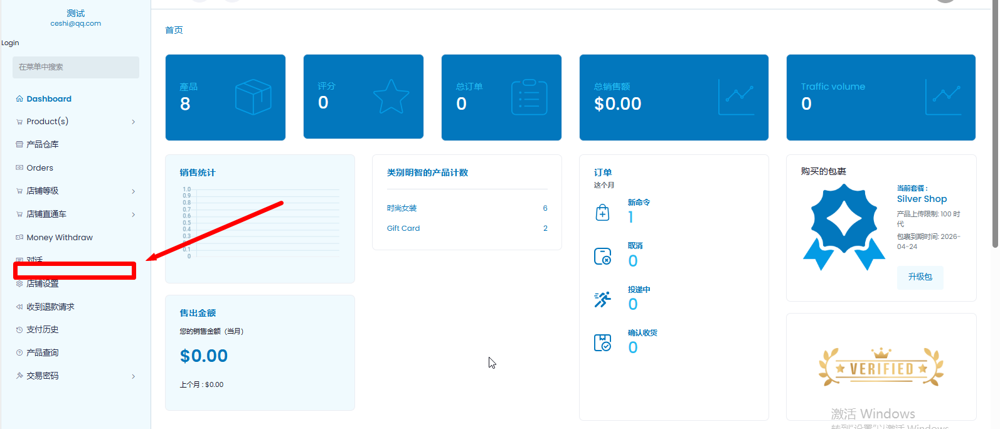 测试
ceshi@qq.com
Login
在菜单中搜索
Dashboard
Product(s)
产品仓库
Orders
店铺等级
店铺直通车
Money Withdraw
对话
店铺设置
收到退款请求
支付历史
产品查询
交易密码
首页
產品
8
评分
0
总订单
0
总销售额
$0.00
Traffic volume
0
销售统计
1.0
0.9
0.8
0.7
0.6
0.5
0.4
0.3
0.2
0.1
0
售出金额
您的销售金额（当月）
$0.00
上个月 : $0.00
类别明智的产品计数
时尚女装 6
Gift Card 2
订单
这个月
新命令
1
取消
0
投递中
0
确认收货
0
购买的包裹
当前套餐 :
Silver Shop
产品上传限制: 100 时
代
包裹到期时间: 2026-
04-24
升级包
VERIFIED
激活 Windows
转到"设置"以激活 Windows